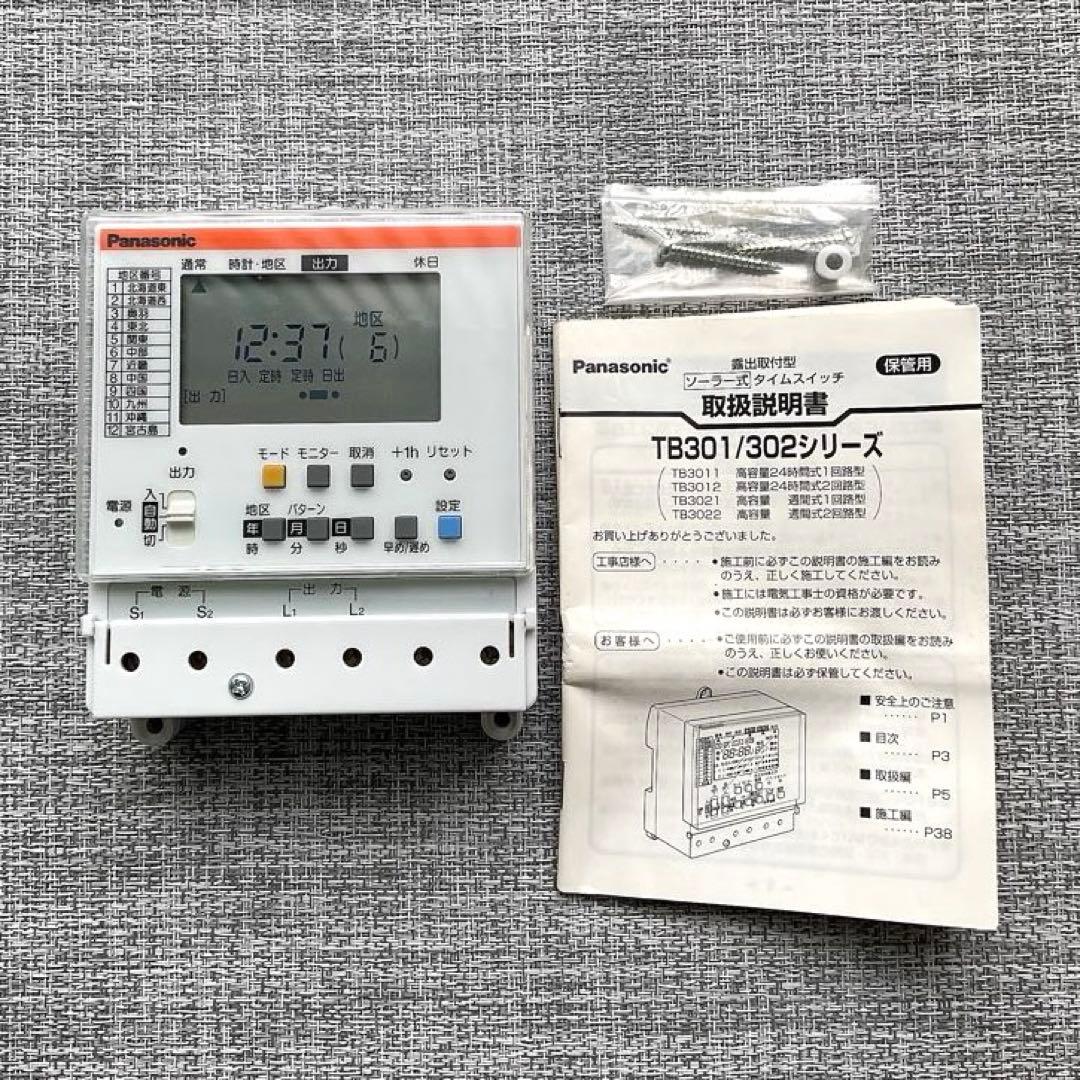 Panasonic
通常 時計・地区 出力 休日
地区番号
1 北海道東
2 北海道西
3 奥羽
4 東北
5 関東
6 中部
7 近畿
8 中国
9 四国
10 九州
11 沖縄
12 宮古島
地区
12:37( 6)
日入 定時 定時 日出
[出 力]
モード モニター 取消 +1h リセット
出力
電源
入
自動
切
地区 パターン 設定
年 月 日
時 分 秒 早め/遅め
電源 出力
S1 S2 L1 L2
Panasonic®
露出取付型
ソーラー式 タイムスイッチ
保管用
取扱説明書
TB301/302シリーズ
TB3011 高容量24時間式1回路型
TB3012 高容量24時間式2回路型
TB3021 高容量 週間式1回路型
TB3022 高容量 週間式2回路型
お買い上げありがとうございました。
工事店様へ ・・・・ •施工前に必ずこの説明書の施工編をお読み
のうえ、正しく施工してください。
•施工には電気工事士の資格が必要です。
•この説明書は必ずお客様にお渡しください。
お客様へ ・・・・ •ご使用前に必ずこの説明書の取扱編をお読み
のうえ、正しくお使いください。
•この説明書は必ず保管してください。
■ 安全上のご注意
・・・・・・ P1
■ 目次
・・・・・・ P3
■ 取扱編
・・・・・・ P5
■ 施工編
・・・・・・ P38